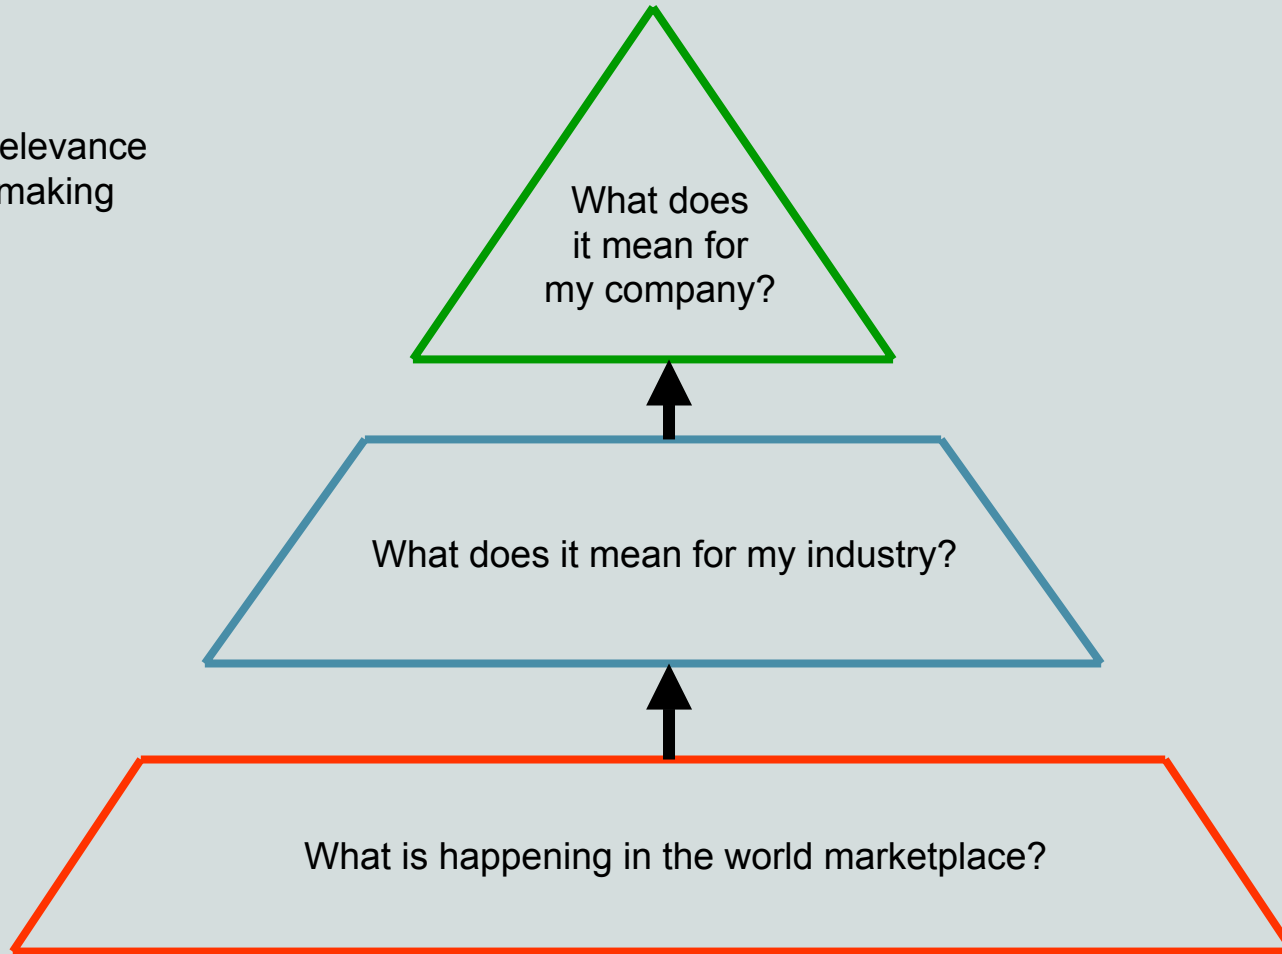 elevance
making
What does
it mean for
my company?
What does it mean for my industry?
What is happening in the world marketplace?